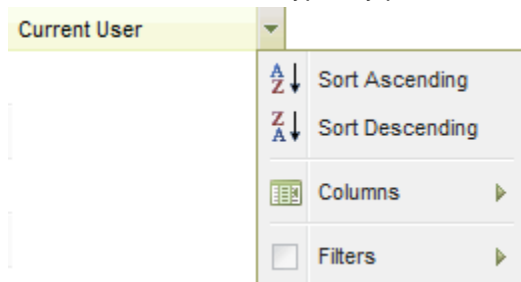 Current User
Sort Ascending
Sort Descending
Columns
Filters